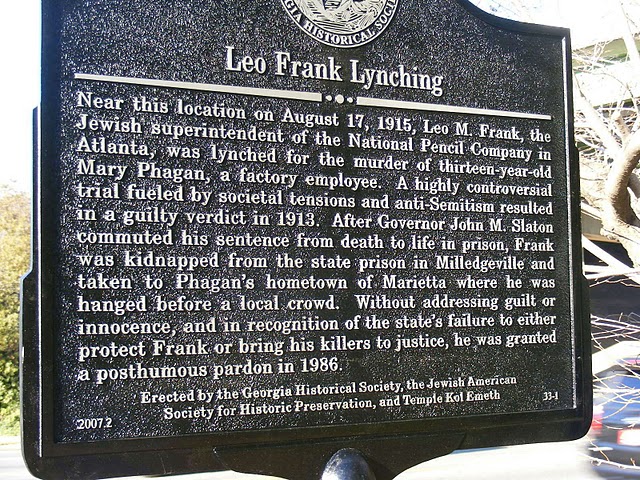 GIA HISTORICAL SOC
Leo Frank Lynching
Near this location on August 17, 1915, Leo M. Frank, the
Jewish superintendent of the National Pencil Company in
Atlanta, was lynched for the murder of thirteen-year-old
Mary Phagan, a factory employee. A highly controversial
trial fueled by societal tensions and anti-Semitism resulted
in a guilty verdict in 1913. After Governor John M. Slaton
commuted his sentence from death to life in prison, Frank
was kidnapped from the state prison in Milledgeville and
taken to Phagan's hometown of Marietta where he was
hanged before a local crowd. Without addressing guilt or
innocence, and in recognition of the state's failure to either
protect Frank or bring his killers to justice, he was granted
a posthumous pardon in 1986.
Erected by the Georgia Historical Society, the Jewish American
Society for Historic Preservation, and Temple Kol Emeth
2007.2
33-1